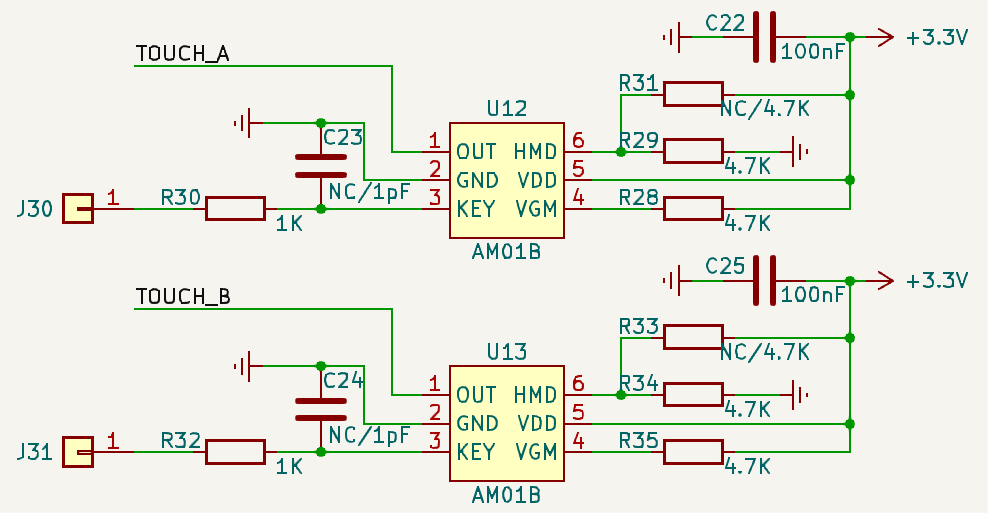 C22
100nF
+3.3V
TOUCH_A
R31
NC/4.7K
U12
C23
NC/1pF
1 OUT HMD 6
2 GND VDD 5
3 KEY VGM 4
R29
4.7K
J30 1 R30
1K
R28
4.7K
AM01B
C25
100nF
+3.3V
TOUCH_B
R33
NC/4.7K
U13
C24
NC/1pF
1 OUT HMD 6
2 GND VDD 5
3 KEY VGM 4
R34
4.7K
J31 1 R32
1K
R35
4.7K
AM01B